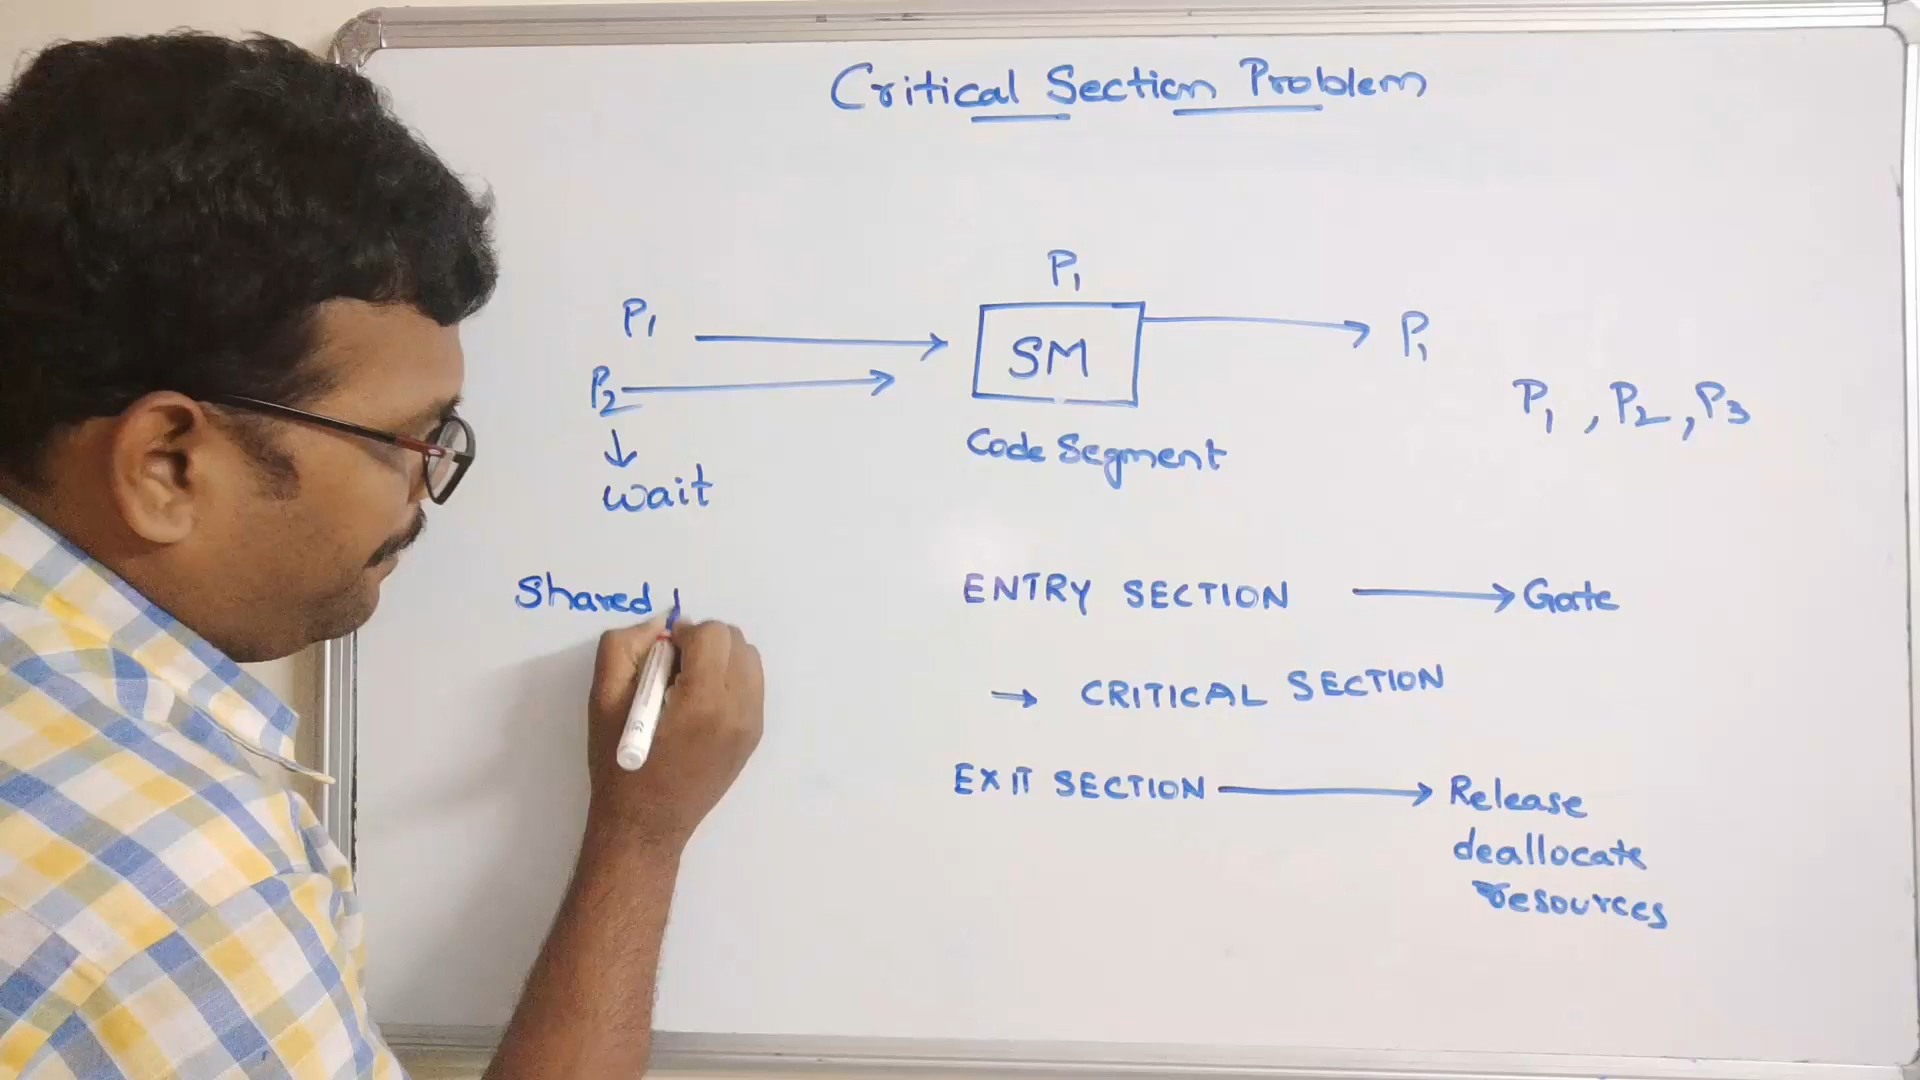 Critical Section Problem
P1
P1
SM
P1
P2
P1, P2, P3
Code Segment
wait
Shared
ENTRY SECTION → Gate
→ CRITICAL SECTION
EXIT SECTION → Release
deallocate
resources